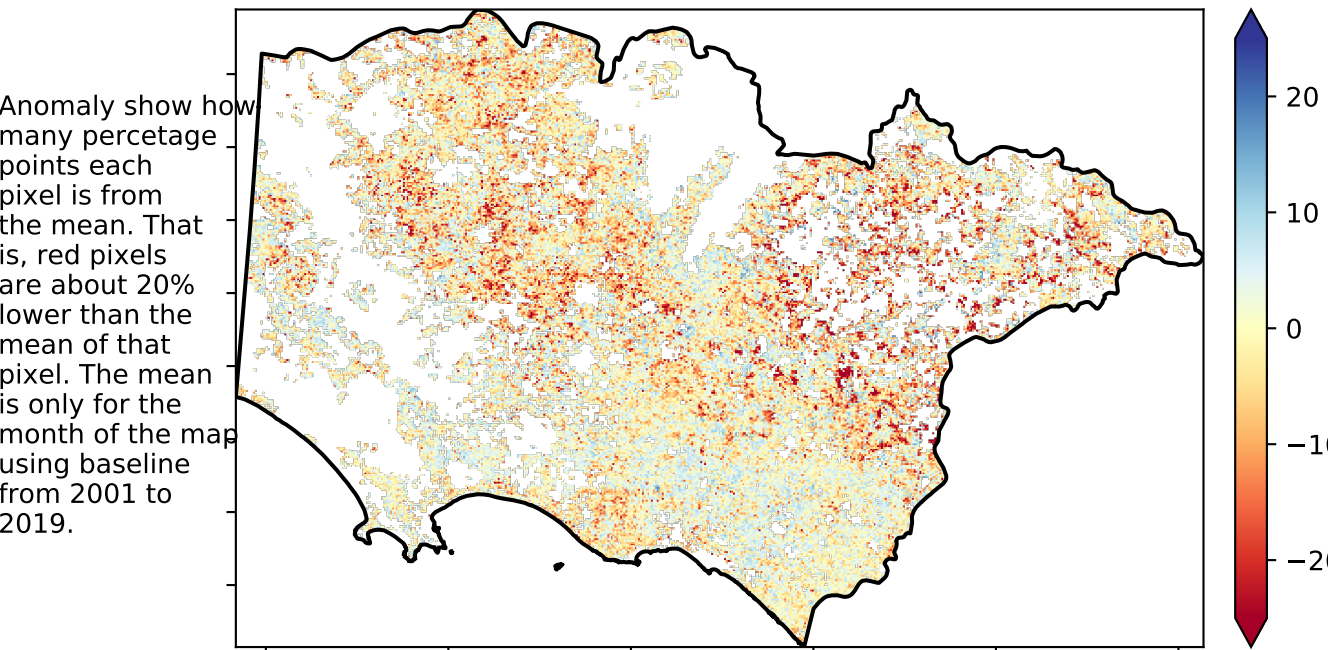 Anomaly show how
many percetage
points each
pixel is from
the mean. That
is, red pixels
are about 20%
lower than the
mean of that
pixel. The mean
is only for the
month of the map
using baseline
from 2001 to
2019.
20
10
0
−10
−20